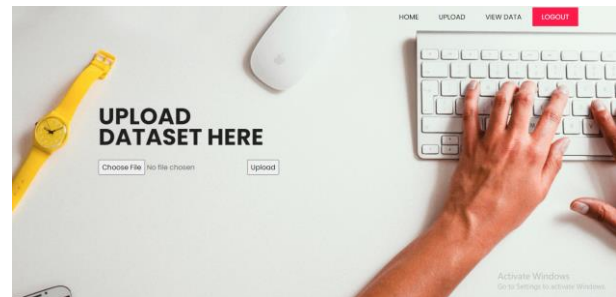 HOME UPLOAD VIEW DATA LOGOUT
UPLOAD
DATASET HERE
Choose File No file chosen Upload
Activate Windows
Go to Settings to activate Windows.